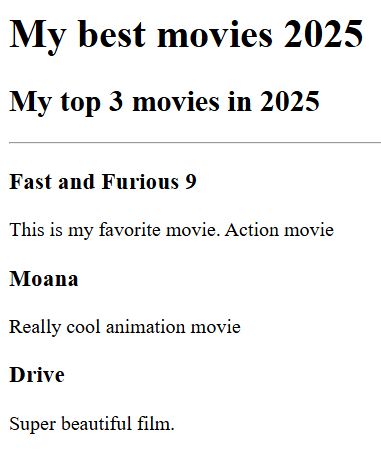 My best movies 2025
My top 3 movies in 2025
Fast and Furious 9
This is my favorite movie. Action movie
Moana
Really cool animation movie
Drive
Super beautiful film.